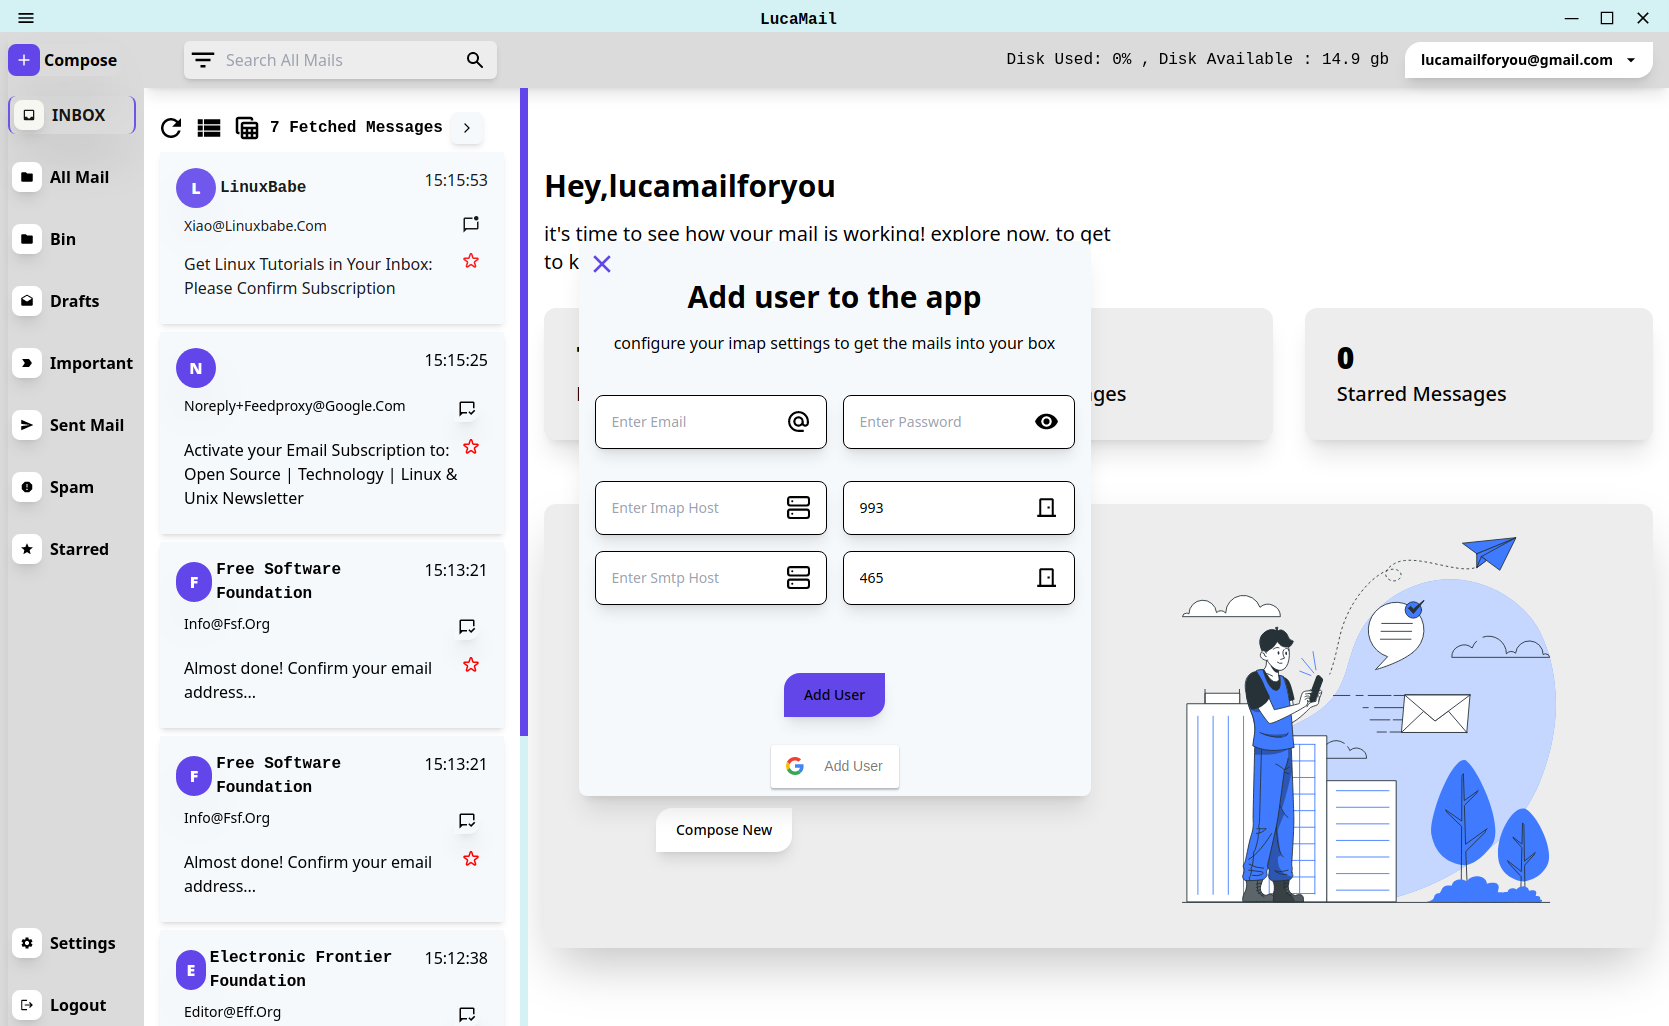 LucaMail
Compose
Search All Mails
Disk Used: 0% , Disk Available : 14.9 gb
lucamailforyou@gmail.com
INBOX
All Mail
Bin
Drafts
Important
Sent Mail
Spam
Starred
Settings
Logout
7 Fetched Messages
L
LinuxBabe
15:15:53
Xiao@Linuxbabe.Com
Get Linux Tutorials in Your Inbox:
Please Confirm Subscription
N
15:15:25
Noreply+Feedproxy@Google.Com
Activate your Email Subscription to:
Open Source | Technology | Linux &
Unix Newsletter
F
Free Software
Foundation
15:13:21
Info@Fsf.Org
Almost done! Confirm your email
address...
F
Free Software
Foundation
15:13:21
Info@Fsf.Org
Almost done! Confirm your email
address...
E
Electronic Frontier
Foundation
15:12:38
Editor@Eff.Org
Hey,lucamailforyou
it's time to see how your mail is working! explore now, to get
to
0
Starred Messages
Add user to the app
configure your imap settings to get the mails into your box
Enter Email
Enter Password
Enter Imap Host
993
Enter Smtp Host
465
Add User
Add User
Compose New